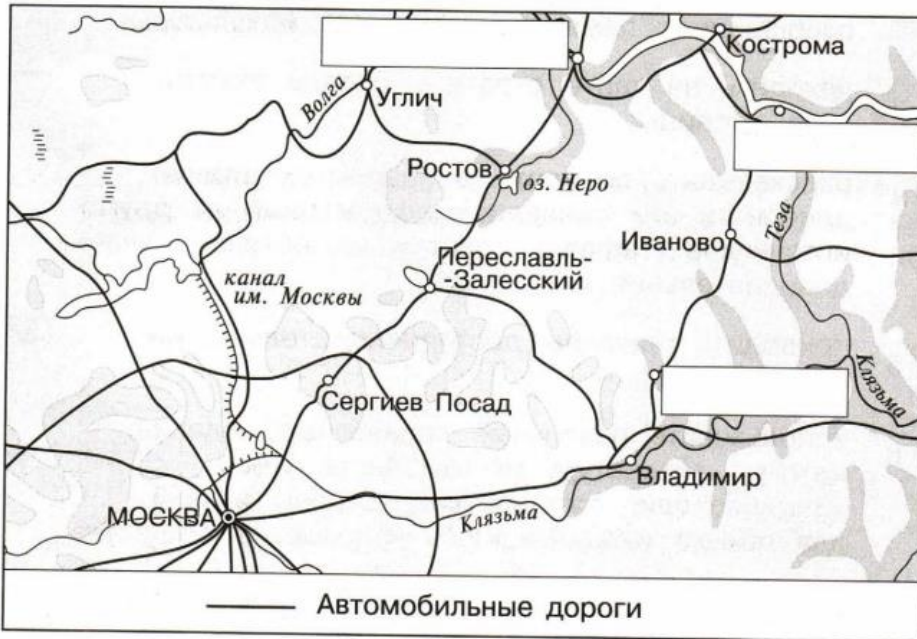 Кострома
Волга
Углич
Ростов
оз. Неро
Теза
Иваново
Переславль-
-Залесский
канал
им. Москвы
Клязьма
Сергиев Посад
Владимир
МОСКВА
Клязьма
Автомобильные дороги